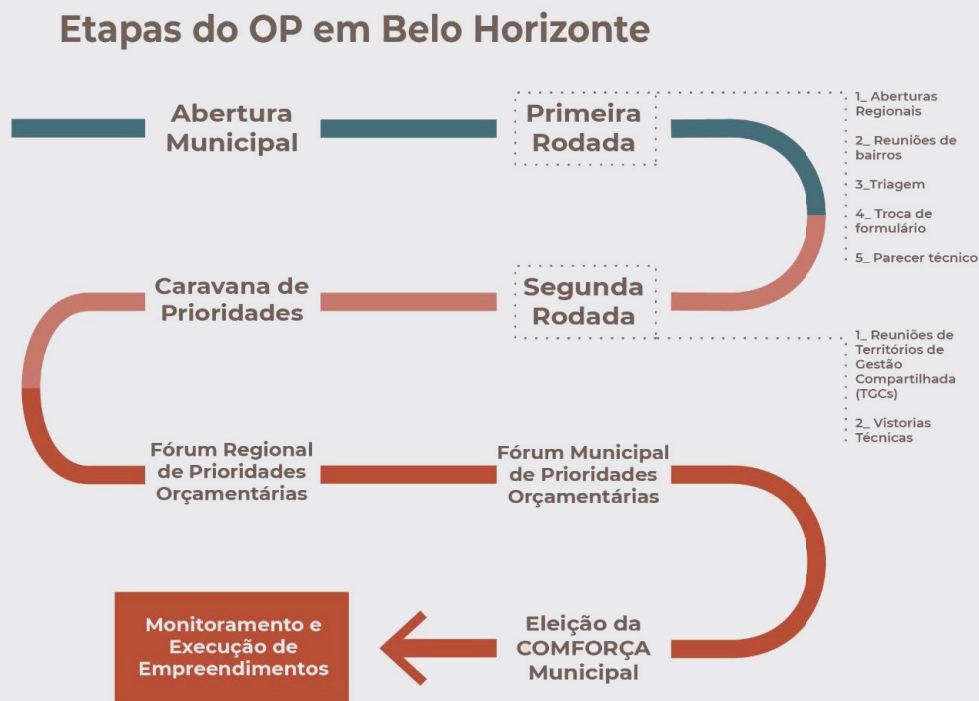 Etapas do OP em Belo Horizonte
Abertura
Municipal
Primeira
Rodada
1_ Aberturas
Regionais
2_ Reuniões de
bairros
3_Triagem
4_ Troca de
formulário
5_ Parecer técnico
Segunda
Rodada
1_ Reuniões de
Territórios de
Gestão
Compartilhada
(TGCs)
2_ Vistorias
Técnicas
Caravana de
Prioridades
Fórum Regional
de Prioridades
Orçamentárias
Fórum Municipal
de Prioridades
Orçamentárias
Eleição da
COMFORÇA
Municipal
Monitoramento e
Execução de
Empreendimentos